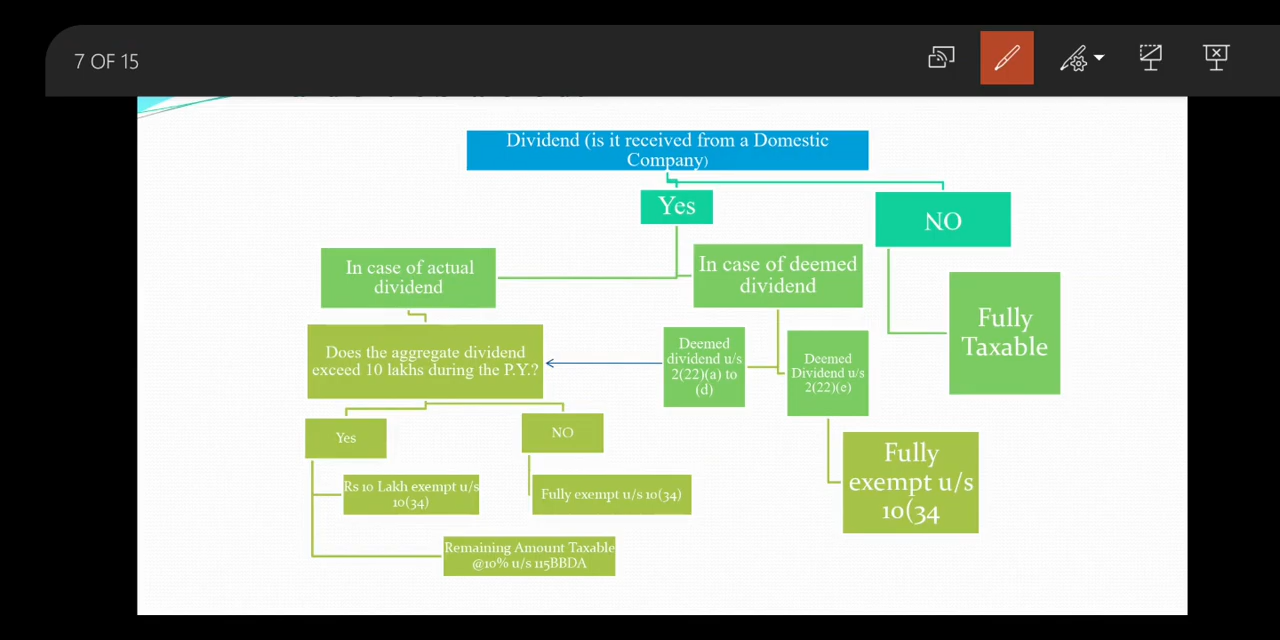 7 OF 15
Dividend (is it received from a Domestic
Company)
Yes
NO
In case of actual
dividend
In case of deemed
dividend
Fully
Taxable
Does the aggregate dividend
exceed 10 lakhs during the P.Y.?
Deemed
dividend u/s
2(22)(a) to
(d)
Deemed
Dividend u/s
2(22)(e)
Yes
NO
Fully
exempt u/s
10(34
Rs 10 Lakh exempt u/s
10(34)
Fully exempt u/s 10(34)
Remaining Amount Taxable
@10% u/s 115BBDA